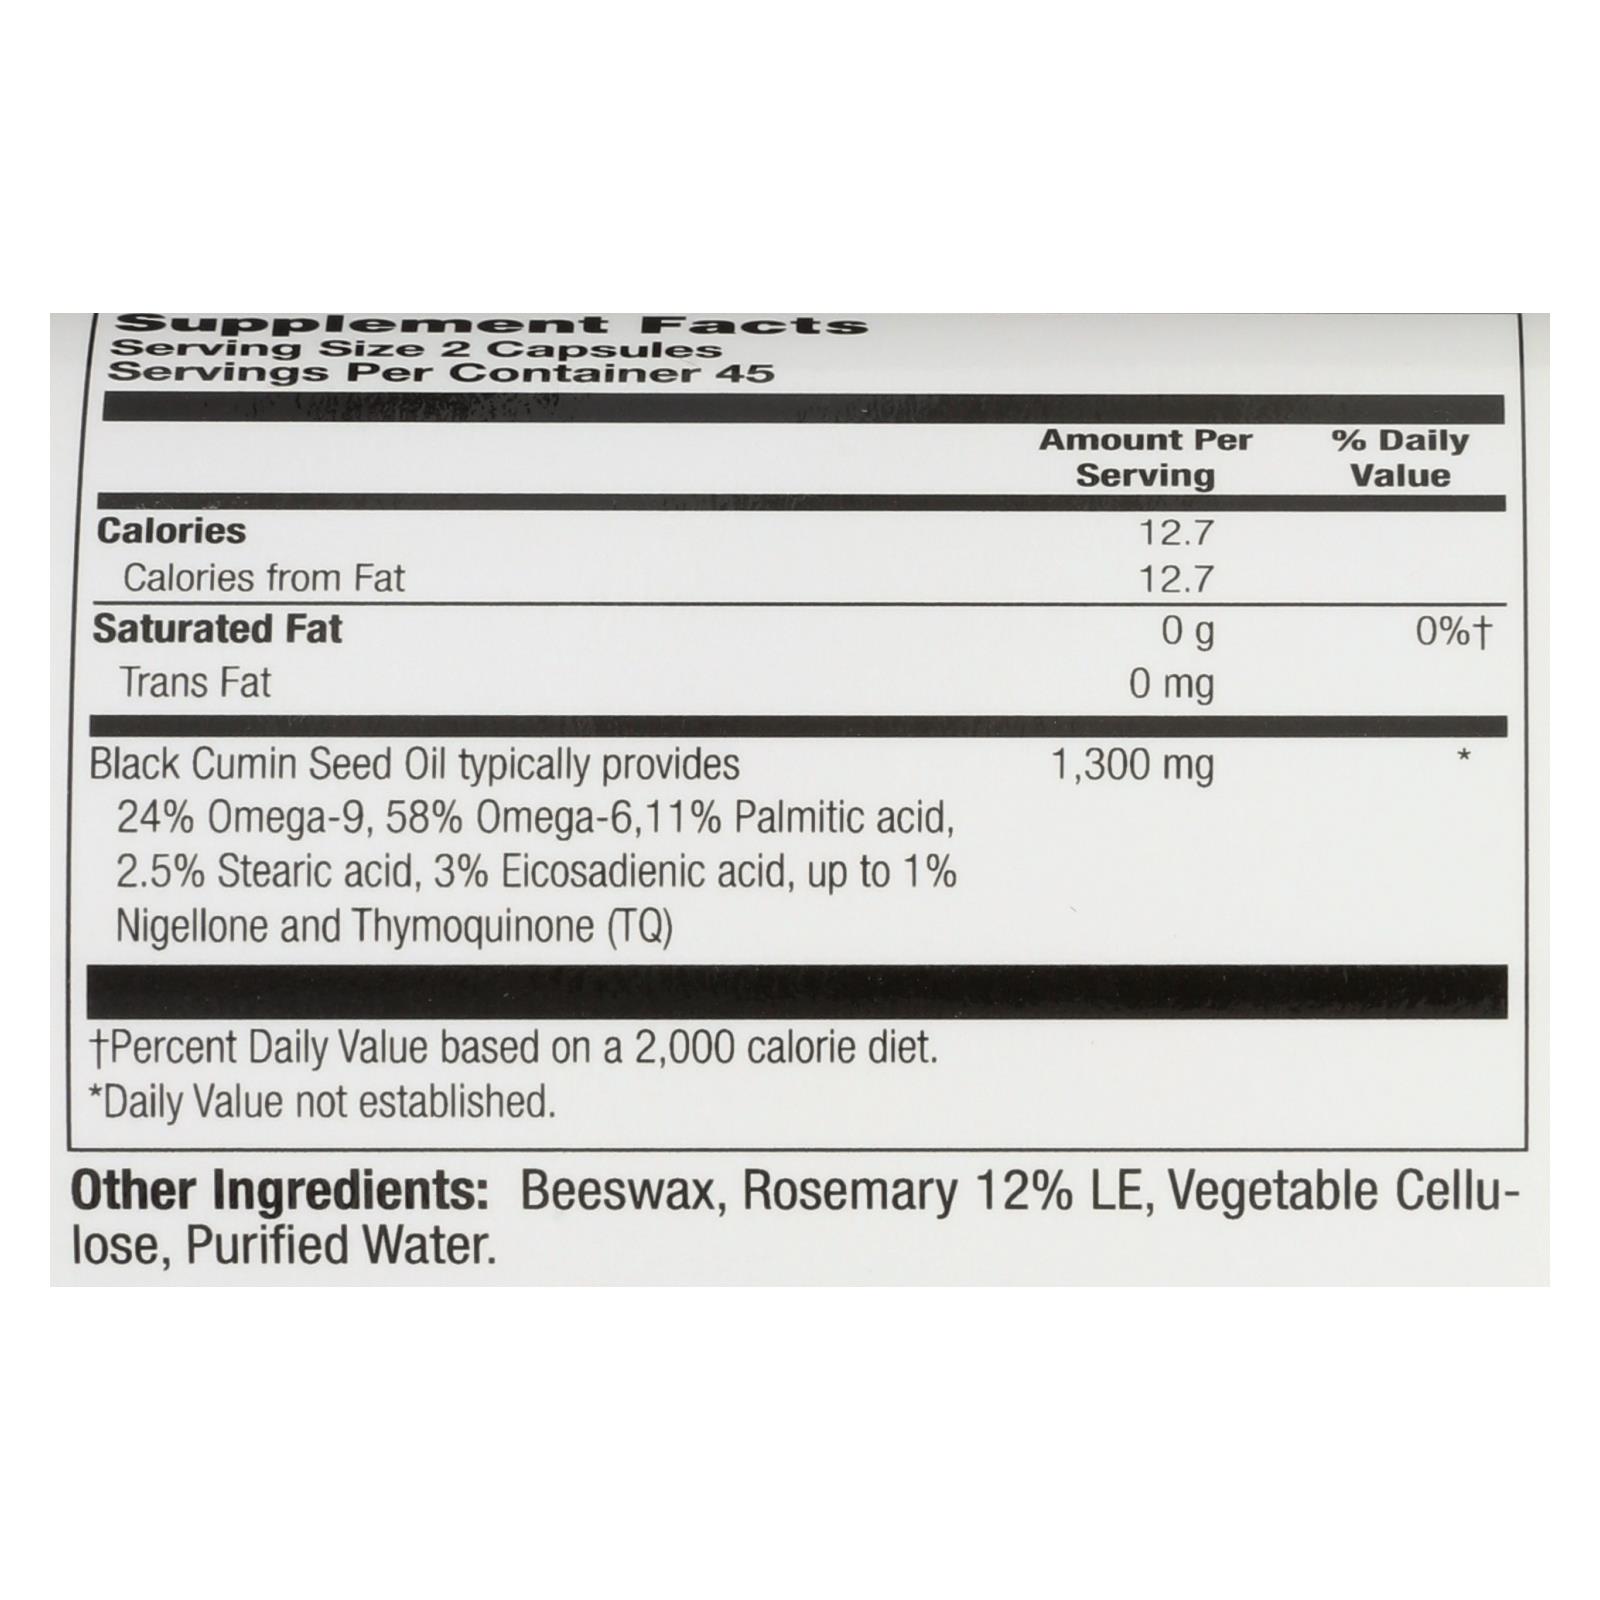 Supplement Facts
Serving Size 2 Capsules
Servings Per Container 45
Amount Per % Daily
Serving Value
Calories 12.7
Calories from Fat 12.7
Saturated Fat 0 g 0%†
Trans Fat 0 mg
Black Cumin Seed Oil typically provides 1,300 mg *
24% Omega-9, 58% Omega-6,11% Palmitic acid,
2.5% Stearic acid, 3% Eicosadienic acid, up to 1%
Nigellone and Thymoquinone (TQ)
†Percent Daily Value based on a 2,000 calorie diet.
*Daily Value not established.
Other Ingredients: Beeswax, Rosemary 12% LE, Vegetable Cellu-
lose, Purified Water.